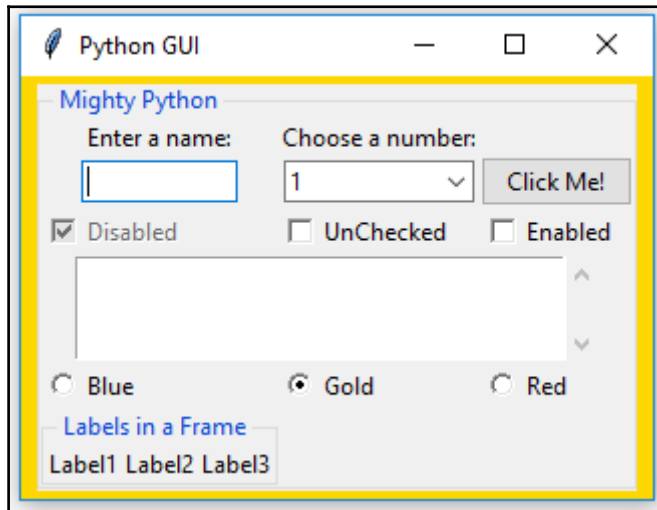 Python GUI
Mighty Python
Enter a name: Choose a number:
1 Click Me!
Disabled UnChecked Enabled
Blue Gold Red
Labels in a Frame
Label1 Label2 Label3